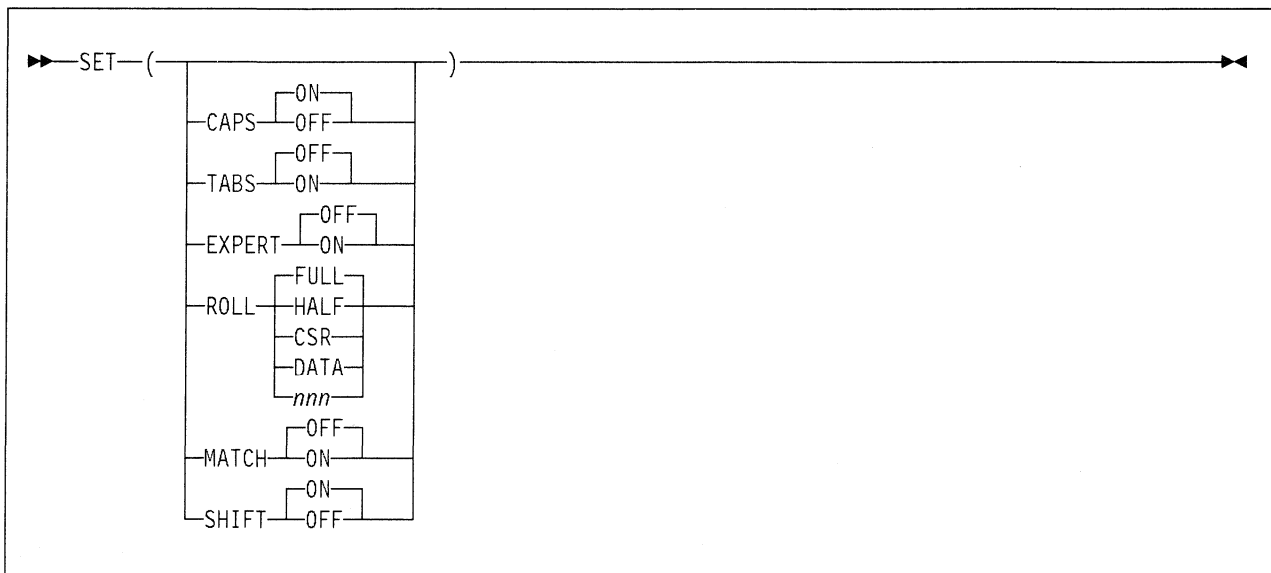 SET ( )
ON
CAPS OFF
OFF
TABS ON
OFF
EXPERT ON
FULL
ROLL HALF
CSR
DATA
nnn
OFF
MATCH ON
ON
SHIFT OFF